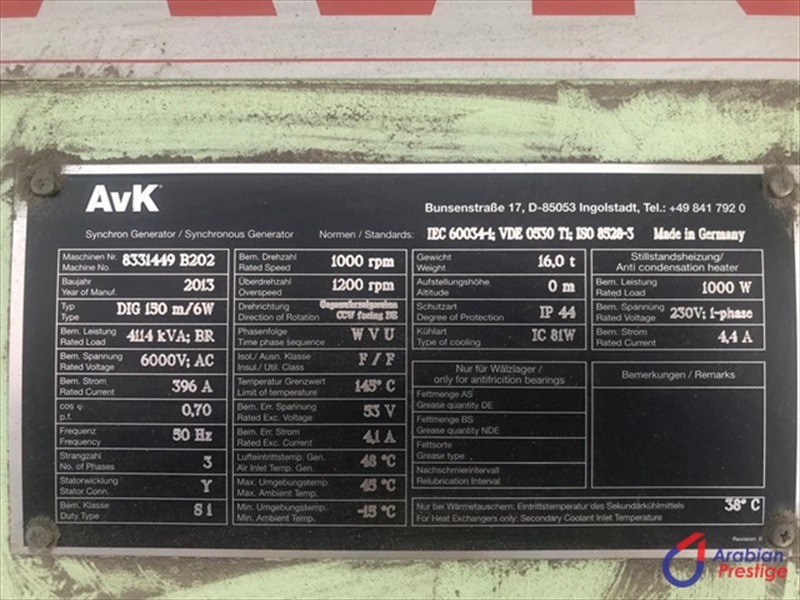 AvK
Bunsenstraße 17, D-85053 Ingolstadt, Tel.: +49 841 792 0
Synchron Generator / Synchronous Generator Normen / Standards: IEC 60034-1; VDE 0530 T1; ISO 8528-3 Made in Germany
Maschinen Nr.
Machine No. 8331449 B202
Baujahr
Year of Manuf. 2013
Typ
Type DIG 150 m/6W
Bem. Leistung
Rated Load 4114 kVA; BR
Bem. Spannung
Rated Voltage 6000V; AC
Bem. Strom
Rated Current 396 A
cos φ
p.f. 0,70
Frequenz
Frequency 50 Hz
Strangzahl
No. of Phases 3
Statorwicklung
Stator Conn. Y
Bem. Klasse
Duty Type S1
Bem. Drehzahl
Rated Speed 1000 rpm
Überdrehzahl
Overspeed 1200 rpm
Drehrichtung
Direction of Rotation CCW facing DE
Phasenfolge
Time phase sequence W V U
Isol./ Ausn. Klasse
Insul./ Util. Class F / F
Temperatur Grenzwert
Limit of temperature 145° C
Bem. Err. Spannung
Rated Exc. Voltage 53 V
Bem. Err. Strom
Rated Exc. Current 4,1 A
Lufteintrittstemp. Gen.
Air Inlet Temp. Gen. 48 °C
Max. Umgebungstemp.
Max. Ambient Temp. 45 °C
Min. Umgebungstemp.
Min. Ambient Temp. -15 °C
Gewicht
Weight 16,0 t
Aufstellungshöhe
Altitude 0 m
Schutzart
Degree of Protection IP 44
Kühlart
Type of cooling IC 81W
Nur für Wälzlager /
only for antifricition bearings
Fettmenge AS
Grease quantity DE
Fettmenge BS
Grease quantity NDE
Fettsorte
Grease type
Nachschmierintervall
Relubrication Interval
Stillstandsheizung/
Anti condensation heater
Bem. Leistung
Rated Load 1000 W
Bem. Spannung
Rated Voltage 230V; 1-phase
Bem. Strom
Rated Current 4,4 A
Bemerkungen / Remarks
Nur bei Wärmetauschern: Eintrittstemperatur des Sekundärkühlmittels
For Heat Exchangers only: Secondary Coolant Inlet Temperature 38° C
Revision: 0
Arabian
Prestige